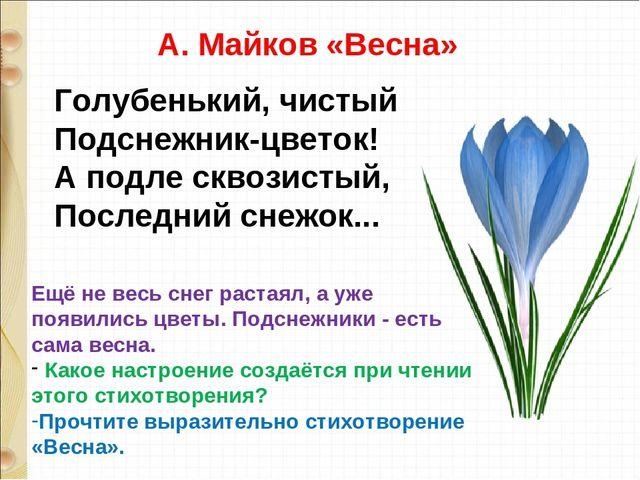 А. Майков «Весна»
Голубенький, чистый
Подснежник-цветок!
А подле сквозистый,
Последний снежок...
Ещё не весь снег растаял, а уже
появились цветы. Подснежники - есть
сама весна.
- Какое настроение создаётся при чтении
этого стихотворения?
-Прочтите выразительно стихотворение
«Весна».